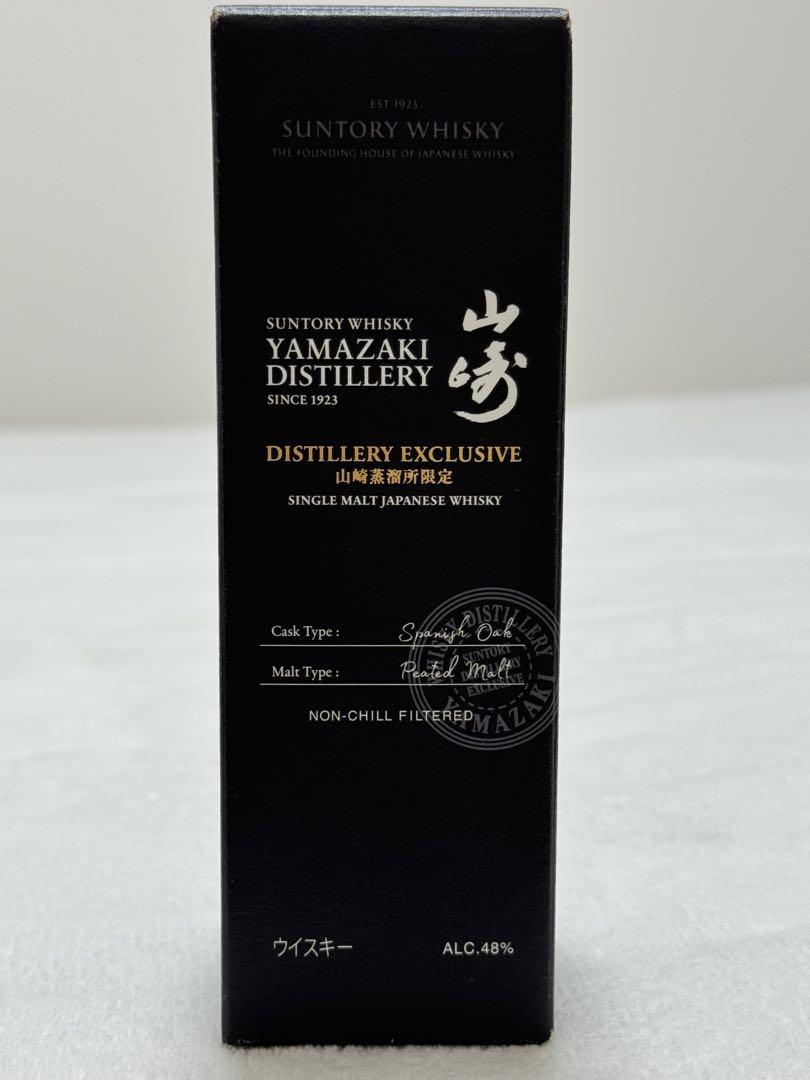 EST 1923.
SUNTORY WHISKY
THE FOUNDING HOUSE OF JAPANESE WHISKY
SUNTORY WHISKY
YAMAZAKI
DISTILLERY
SINCE 1923
山崎
DISTILLERY EXCLUSIVE
山崎蒸溜所限定
SINGLE MALT JAPANESE WHISKY
Cask Type : Spanish Oak
Malt Type : Peated Malt
WHISKY DISTILLERY
SUNTORY
DISTILLERY
EXCLUSIVE
YAMAZAKI
NON-CHILL FILTERED
ウイスキー ALC.48%